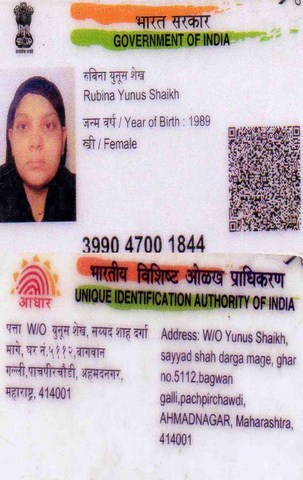 भारत सरकार
GOVERNMENT OF INDIA
रुबिना युनूस शेख
Rubina Yunus Shaikh
जन्म वर्ष / Year of Birth : 1989
स्त्री / Female
3990 4700 1844
भारतीय विशिष्ट ओळख प्राधिकरण
आधार
UNIQUE IDENTIFICATION AUTHORITY OF INDIA
पत्ता W/O युनूस शेख, सय्यद शाह दर्गा
मागे, घर नं.५११२, बागवान
गल्ली,पाचपीरचौडी, अहमदनगर,
महाराष्ट्र, 414001
Address: W/O Yunus Shaikh,
sayyad shah darga mage, ghar
no.5112,bagwan
galli,pachpirchawdi,
AHMADNAGAR, Maharashtra,
414001